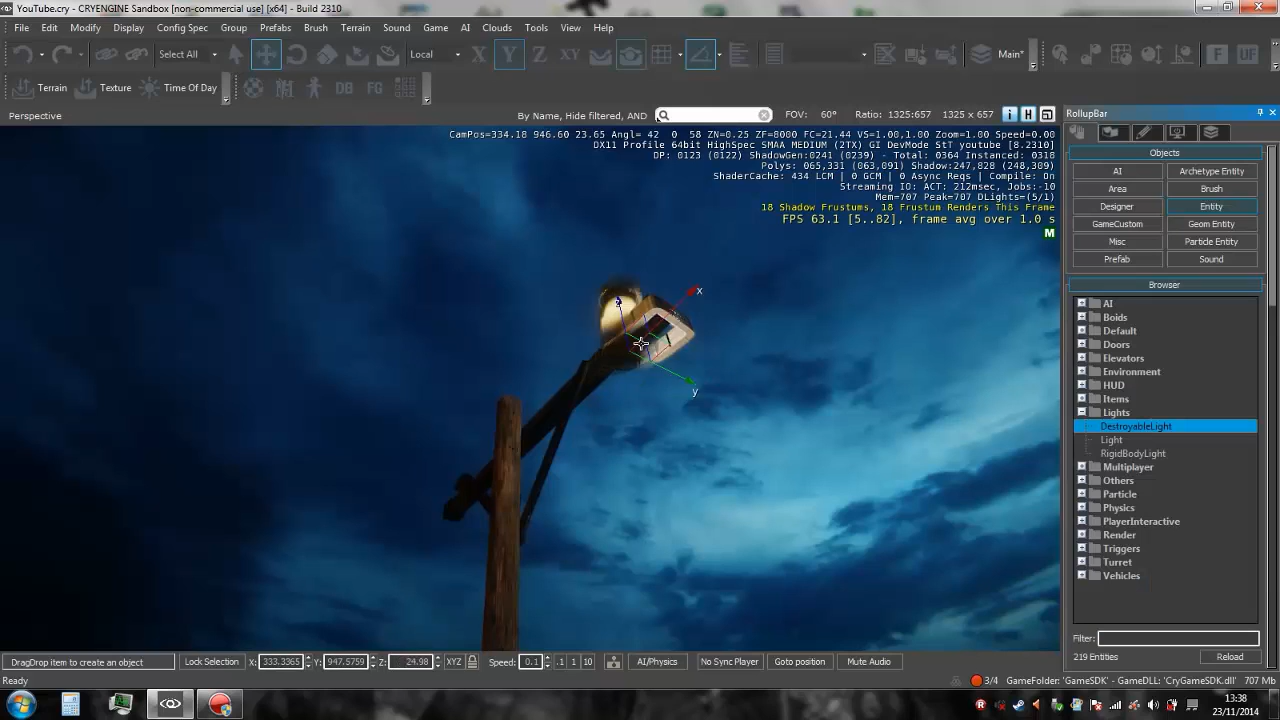 YouTube.cry - CRYENGINE Sandbox [non-commercial use] [x64] - Build 2310
File Edit Modify Display Config Spec Group Prefabs Brush Terrain Sound Game AI Clouds Tools View Help
Select All Local X Y Z XY Main*
Terrain Texture Time Of Day DB FG
Perspective By Name, Hide filtered, AND FOV: 60° Ratio: 1325:657 1325 x 657
CamPos=334.18 946.60 23.65 Angl= 42 0 58 ZN=0.25 ZF=8000 FC=21.44 VS=1.00,1.00 Zoom=1.00 Speed=0.00
DX11 Profile 64bit HighSpec SMAA MEDIUM (2TX) GI DevMode StT youtube [8.2310]
DP: 0123 (0122) ShadowGen:0241 (0239) - Total: 0364 Instanced: 0318
Polys: 065,331 (063,091) Shadow:247,828 (248,309)
ShaderCache: 434 LCM | 0 GCM | 0 Async Reqs | Compile: On
Streaming IO: ACT: 212msec, Jobs:-10
Mem=707 Peak=707 DLights=(5/1)
18 Shadow Frustums, 18 Frustum Renders This Frame
FPS 63.1 [5..82], frame avg over 1.0 s
M
x
y
RollupBar
Objects
AI Archetype Entity
Area Brush
Designer Entity
GameCustom Geom Entity
Misc Particle Entity
Prefab Sound
Browser
AI
Boids
Default
Doors
Elevators
Environment
HUD
Items
Lights
DestroyableLight
Light
RigidBodyLight
Multiplayer
Others
Particle
Physics
PlayerInteractive
Render
Triggers
Turret
Vehicles
Filter:
219 Entities Reload
DragDrop item to create an object Lock Selection X: 333.3365 Y: 947.5759 Z: 24.98 XYZ Speed: 0.1 .1 1 10 AI/Physics No Sync Player Goto position Mute Audio
Ready 3/4 GameFolder: 'GameSDK' - GameDLL: 'CryGameSDK.dll' 707 Mb
13:38
23/11/2014